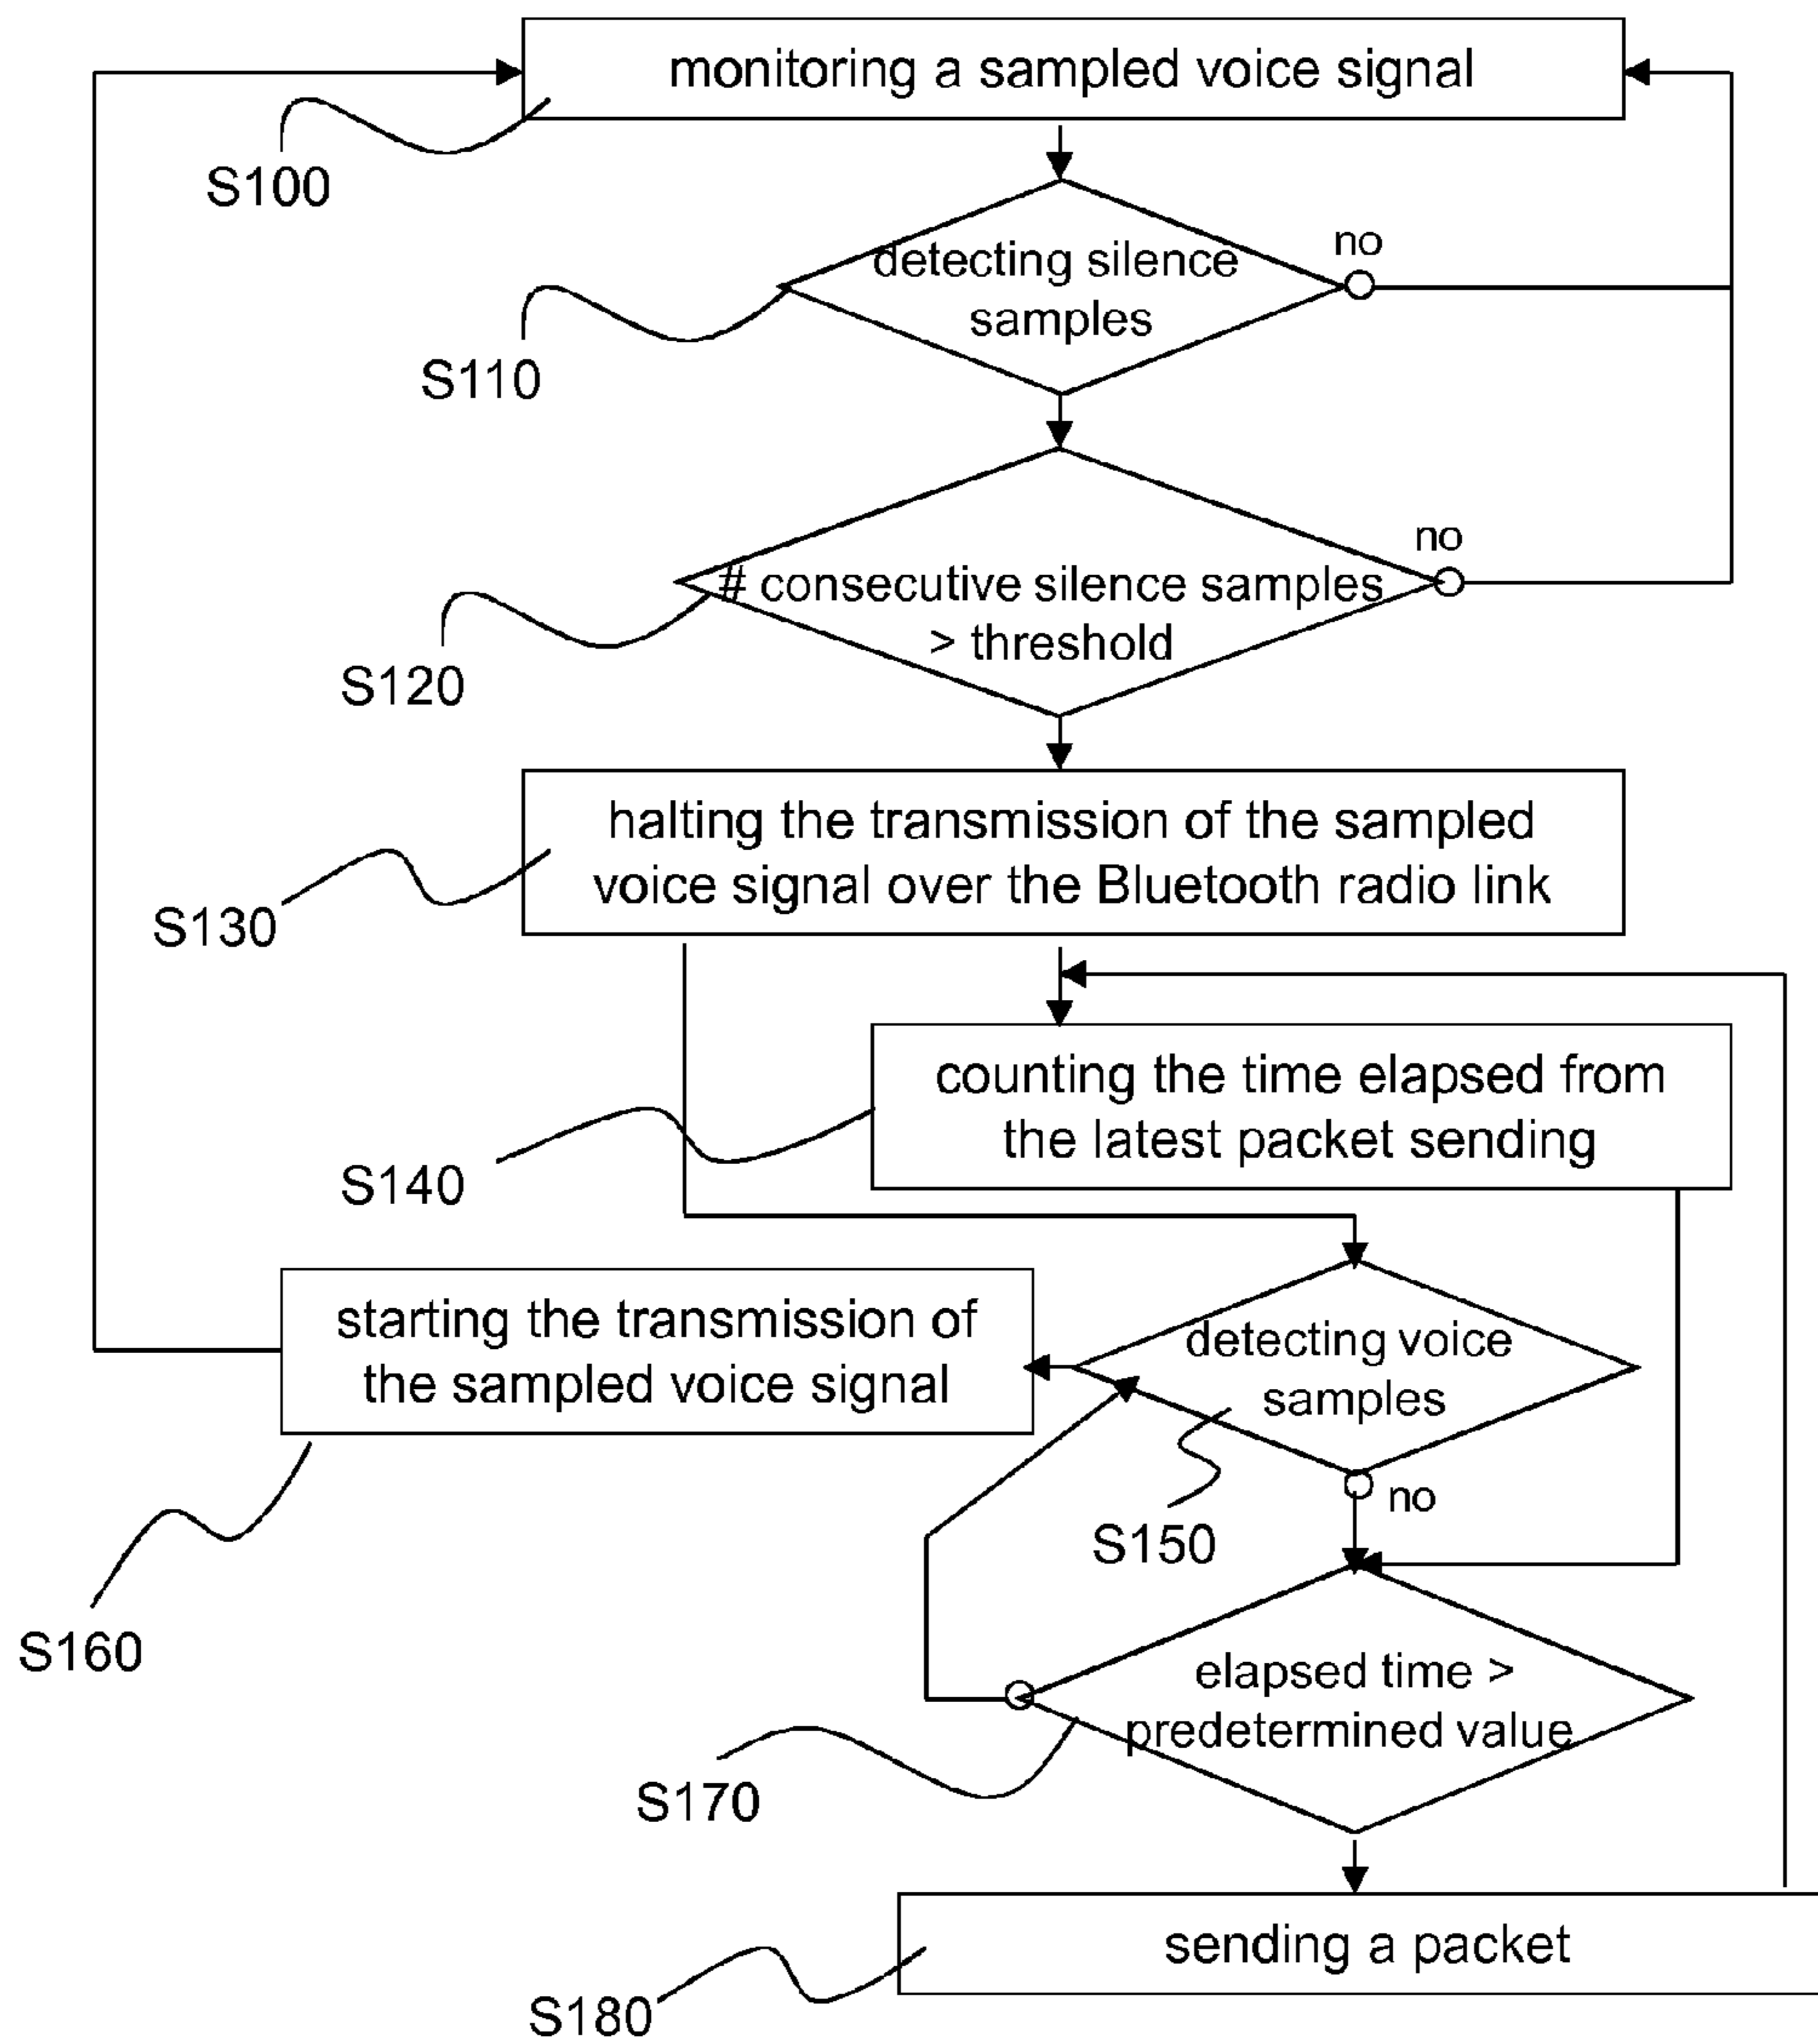 monitoring a sampled voice signal
S100
no
detecting silence
samples
S110
no
# consecutive silence samples
> threshold
S120
halting the transmission of the sampled
voice signal over the Bluetooth radio link
S130
counting the time elapsed from
the latest packet sending
S140
starting the transmission of
the sampled voice signal
detecting voice
samples
no
S150
S160
elapsed time >
predetermined value
S170
sending a packet
S180